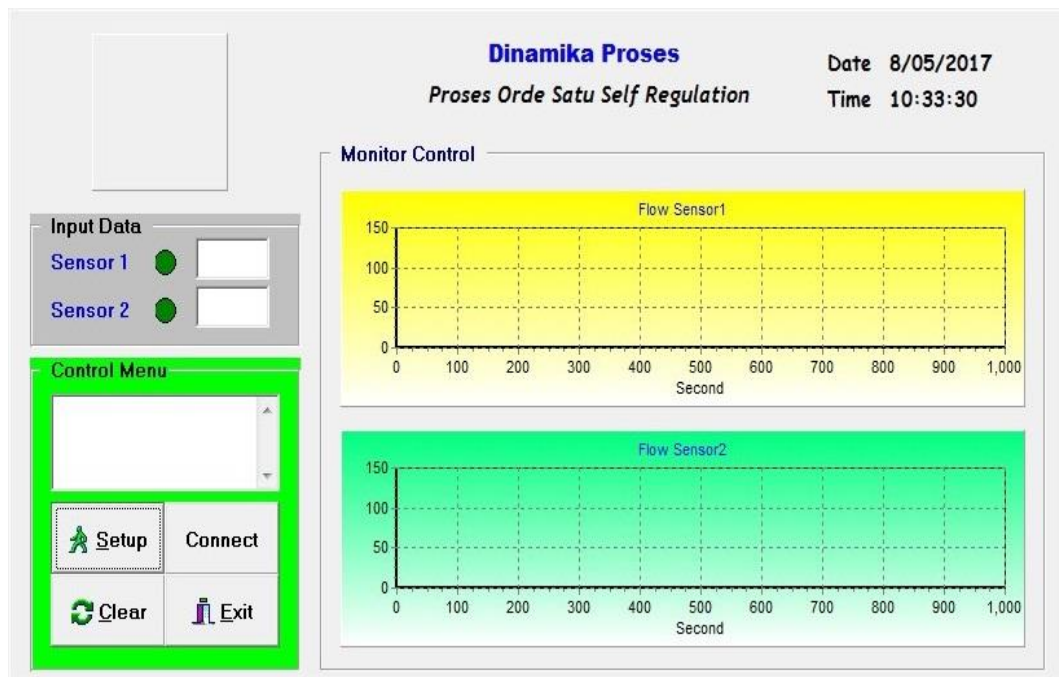 Dinamika Proses
Proses Orde Satu Self Regulation
Date 8/05/2017
Time 10:33:30
Input Data
Sensor 1
Sensor 2
Control Menu
Setup
Connect
Clear
Exit
Monitor Control
Flow Sensor1
150
100
50
0
0 100 200 300 400 500 600 700 800 900 1,000
Second
Flow Sensor2
150
100
50
0
0 100 200 300 400 500 600 700 800 900 1,000
Second